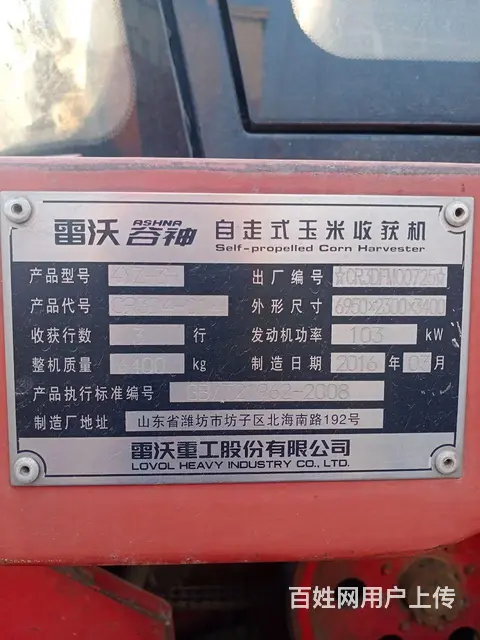 雷沃 ASHNA 谷神 自走式玉米收获机
Self-propelled Corn Harvester
产品型号 出厂编号 ☆CR3DFM00725☆
产品代号 外形尺寸 6950×2300×3400
收获行数 行 发动机功率 103 kW
整机质量 kg 制造日期 2016 年 07 月
产品执行标准编号 -2008
制造厂地址 山东省潍坊市坊子区北海南路192号
雷沃重工股份有限公司
LOVOL HEAVY INDUSTRY CO., LTD.
百姓网用户上传